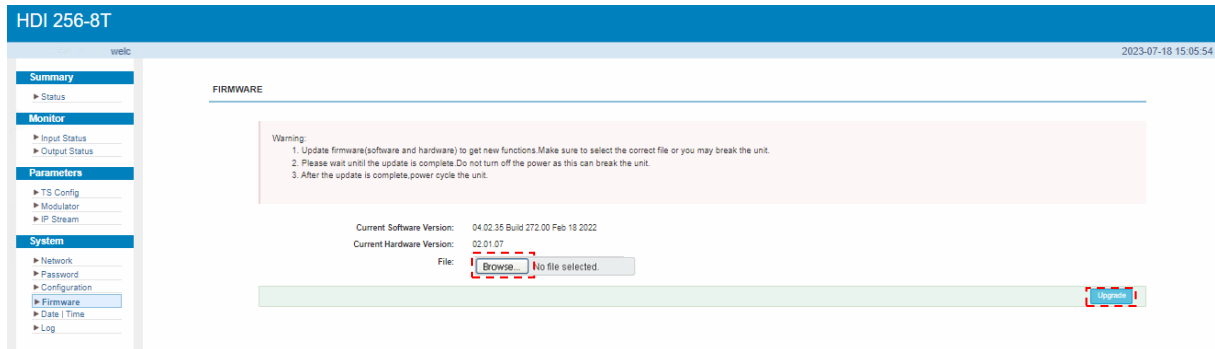 HDI 256-8T
welc
2023-07-18 15:05:54
Summary
Status
Monitor
Input Status
Output Status
Parameters
TS Config
Modulator
IP Stream
System
Network
Password
Configuration
Firmware
Date | Time
Log
FIRMWARE
Warning:
1. Update firmware(software and hardware) to get new functions.Make sure to select the correct file or you may break the unit.
2. Please wait unitil the update is complete.Do not turn off the power as this can break the unit.
3. After the update is complete,power cycle the unit.
Current Software Version: 04.02.35 Build 272.00 Feb 18 2022
Current Hardware Version: 02.01.07
File: Browse... No file selected.
Upgrade